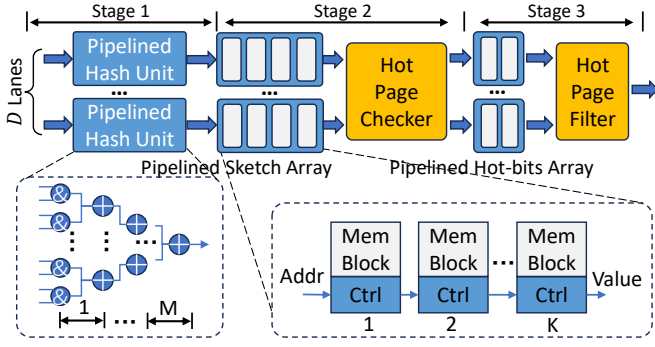 Stage 1
Stage 2
Stage 3
D Lanes
Pipelined
Hash Unit
...
Pipelined
Hash Unit
...
Hot
Page
Checker
...
Hot
Page
Filter
Pipelined Sketch Array
Pipelined Hot-bits Array
&
&
&
&
...
1
...
M
Addr
Mem
Block
Ctrl
1
Mem
Block
Ctrl
2
...
Mem
Block
Ctrl
K
Value